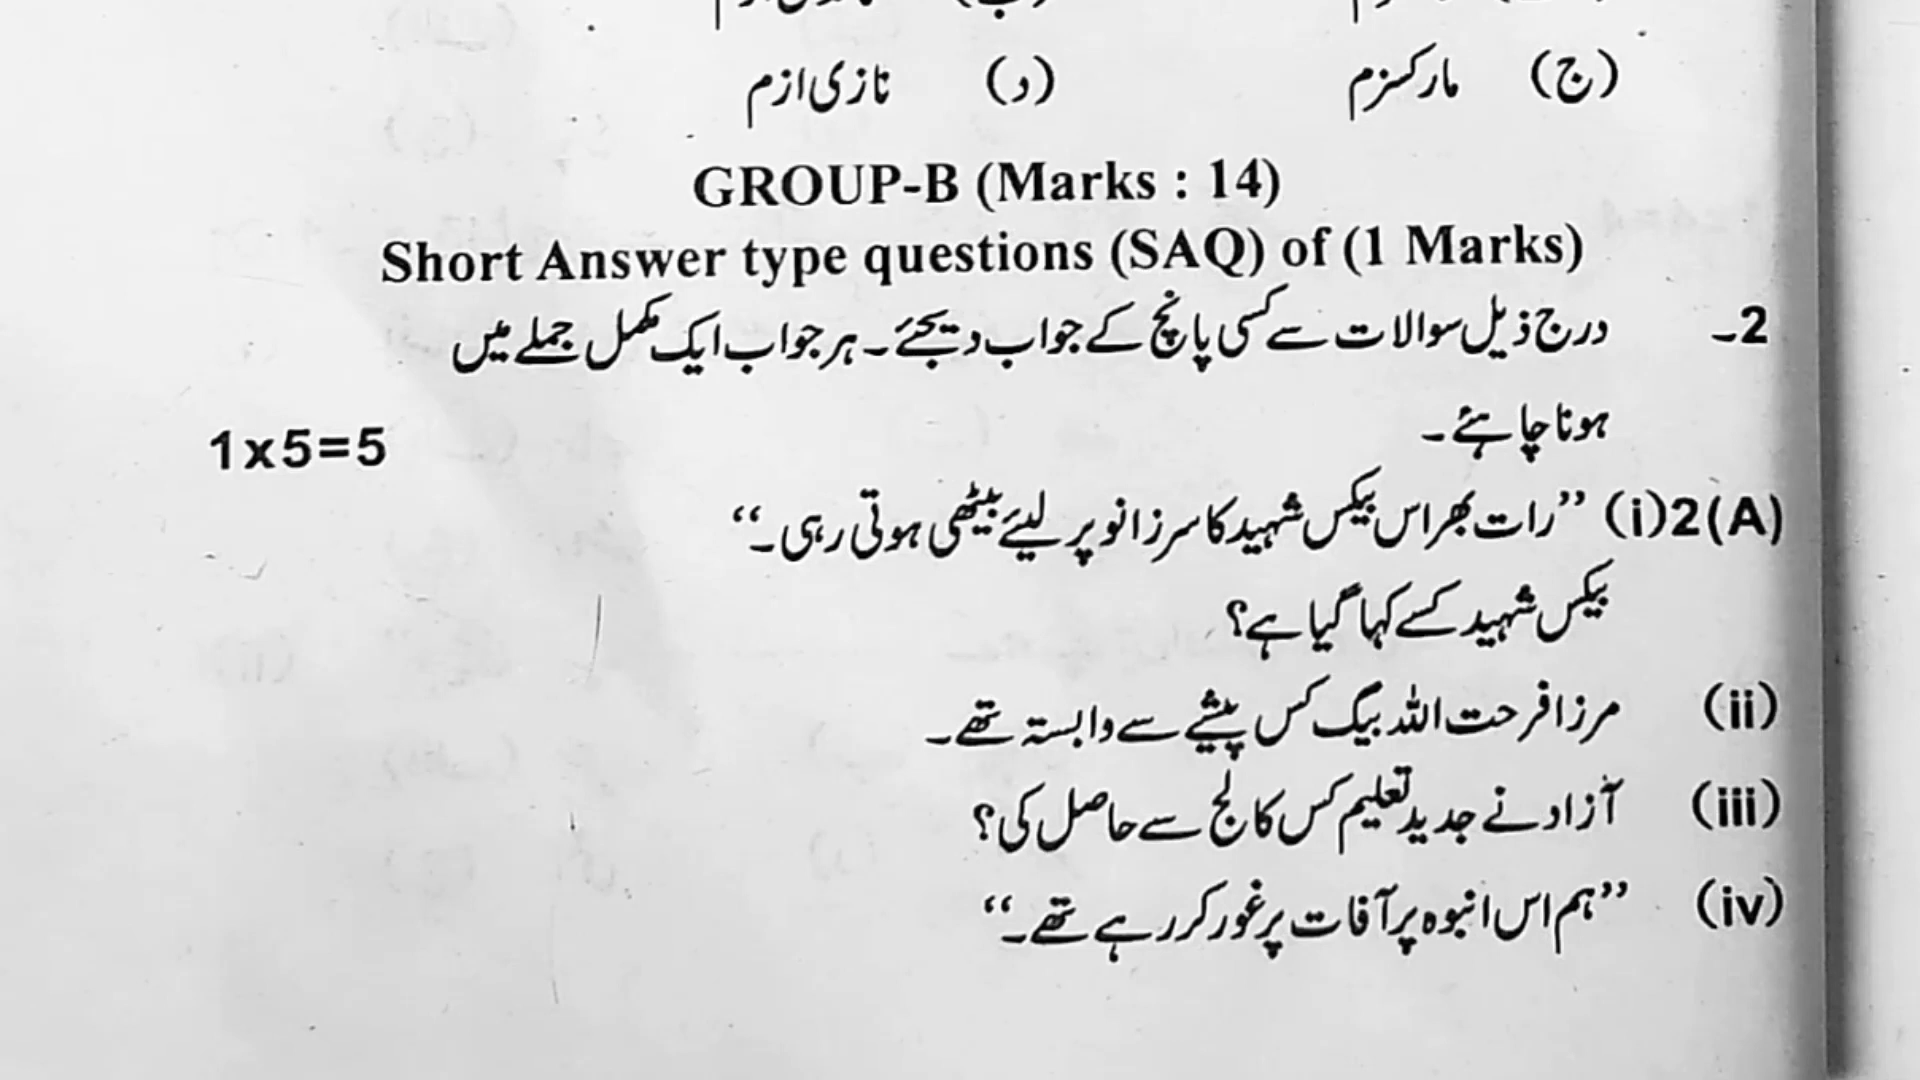 (ج) مارکسزم (د) نازی ازم
GROUP-B (Marks : 14)
Short Answer type questions (SAQ) of (1 Marks)
2۔ درج ذیل سوالات سے کسی پانچ کے جواب دیجئے۔ ہر جواب ایک مکمل جملے میں
ہونا چاہئے۔
1x5=5
2(A)(i) ”رات بھر اس بیکس شہید کا سر زانو پر لیئے بیٹھی ہوتی رہی۔“
بیکس شہید کسے کہا گیا ہے؟
(ii) مرزا فرحت اللہ بیگ کس پیشے سے وابستہ تھے۔
(iii) آزاد نے جدید تعلیم کس کالج سے حاصل کی؟
(iv) ”ہم اس انبوہ پر آفات پر غور کر رہے تھے۔“